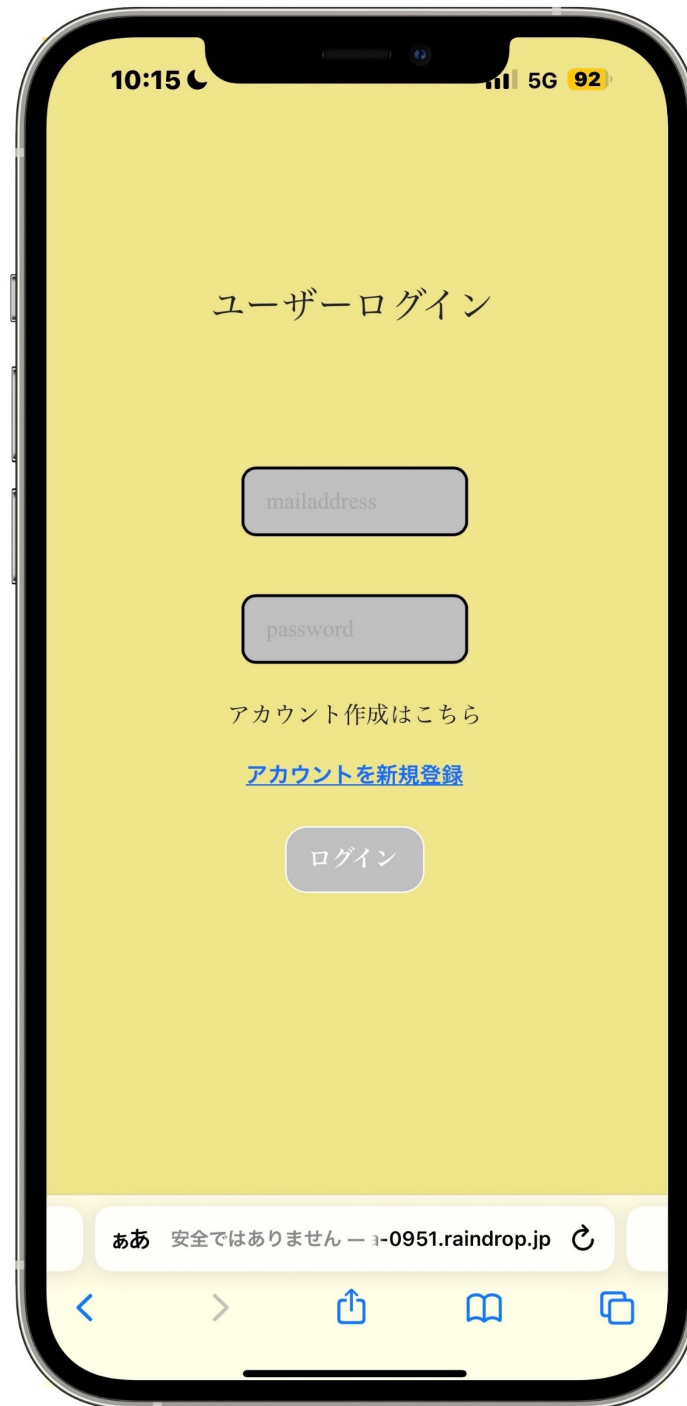 10:15
5G 92
ユーザーログイン
mailaddress
password
アカウント作成はこちら
アカウントを新規登録
ログイン
ぁあ 安全ではありません — a-0951.raindrop.jp